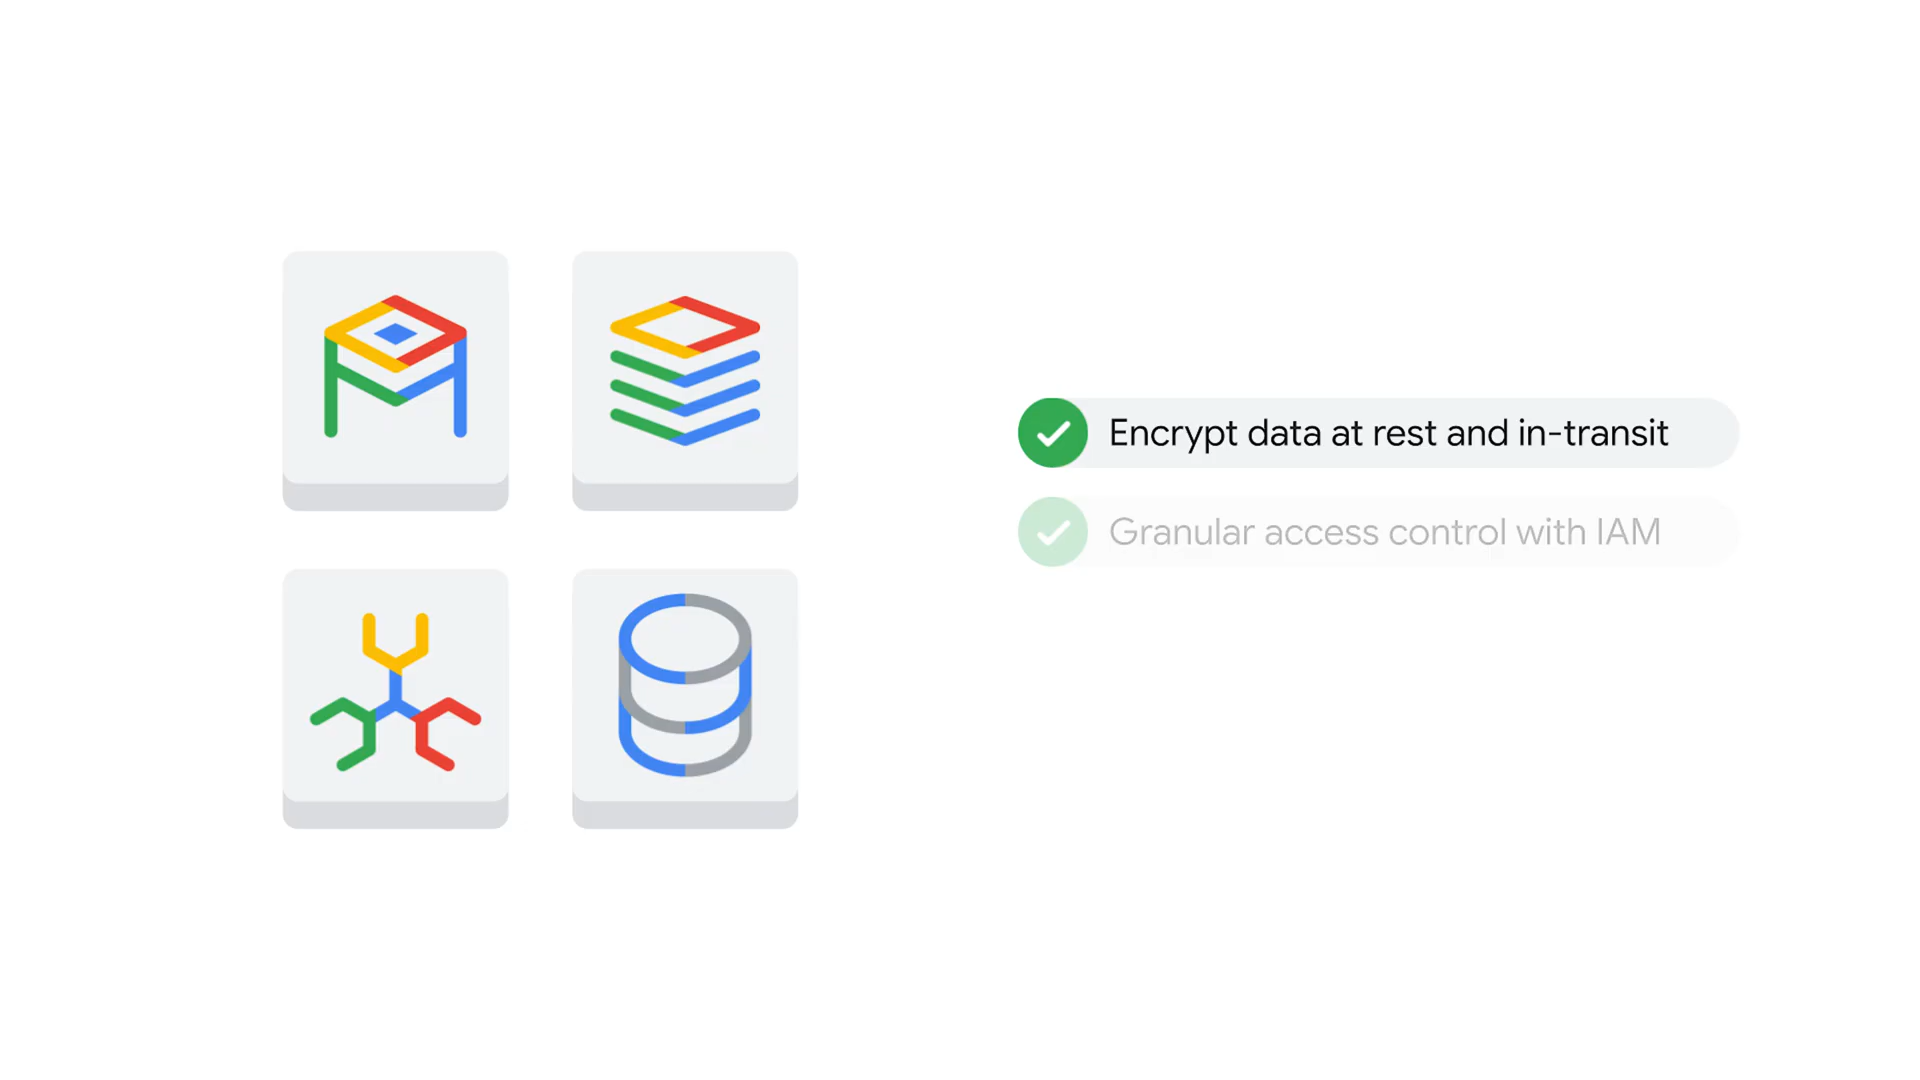 Encrypt data at rest and in-transit
Granular access control with IAM